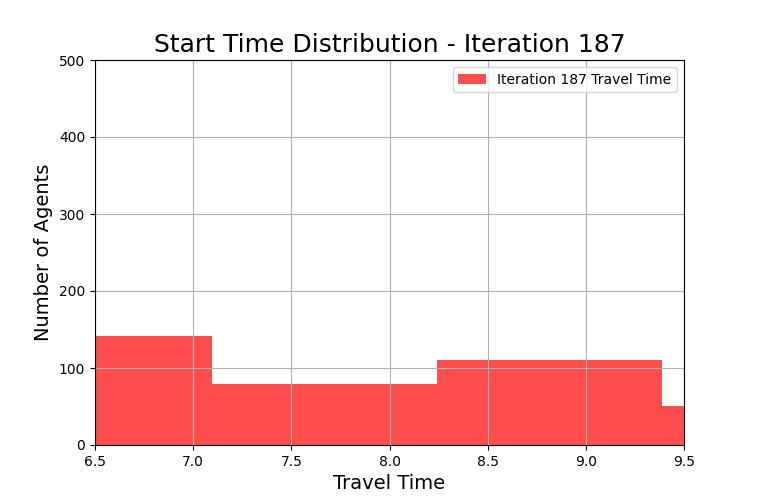 Start Time Distribution - Iteration 187
Iteration 187 Travel Time
Number of Agents
500
400
300
200
100
0
6.5 7.0 7.5 8.0 8.5 9.0 9.5
Travel Time